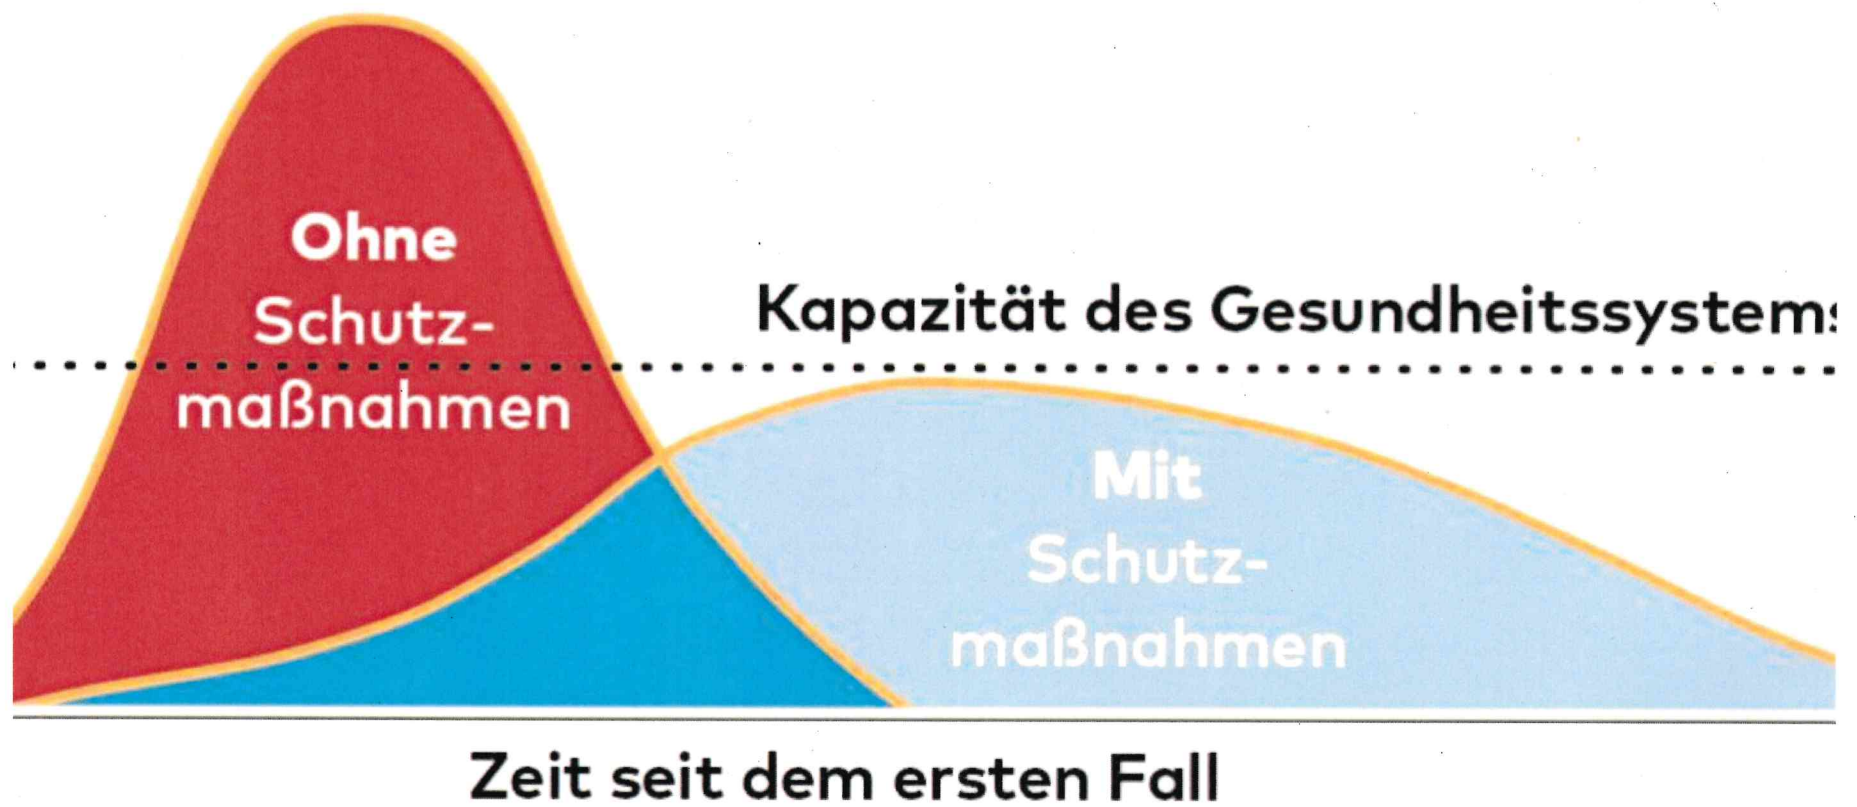 Ohne
Schutz-
maßnahmen
Kapazität des Gesundheitssystems
Mit
Schutz-
maßnahmen
Zeit seit dem ersten Fall